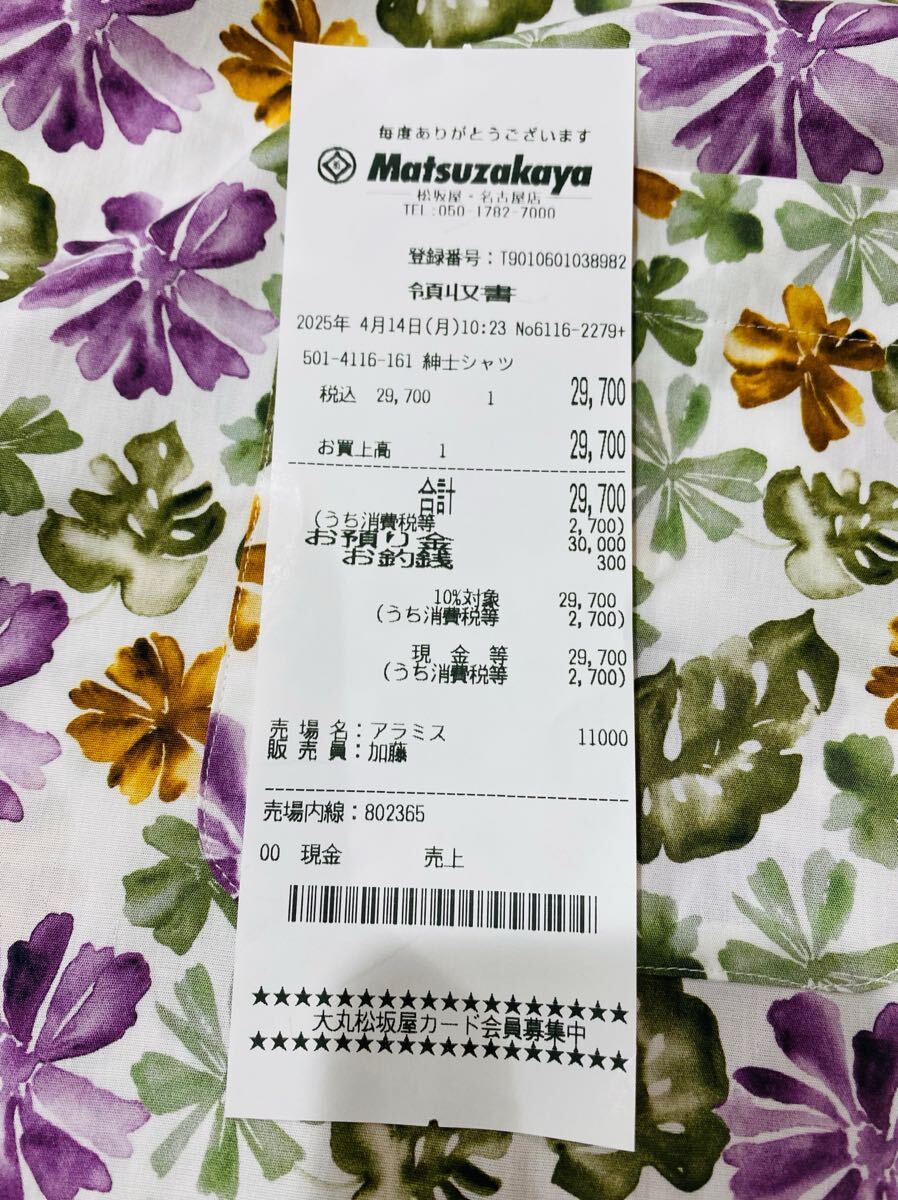 毎度ありがとうございます
Matsuzakaya
松坂屋・名古屋店
TEL:050-1782-7000
登録番号:T9010601038982
領収書
2025年 4月14日(月)10:23 No6116-2279+
501-4116-161 紳士シャツ
税込 29,700 1 29,700
お買上高 1 29,700
合計 29,700
(うち消費税等 2,700)
お預り金 30,000
お釣銭 300
10%対象 29,700
(うち消費税等 2,700)
現 金 等 29,700
(うち消費税等 2,700)
売 場 名:アラミス 11000
販 売 員:加藤
売場内線:802365
00 現金 売上
★★★★★★★★★★★★★★★★★★
大丸松坂屋カード会員募集中
★★★★★★★★★★★★★★★★★★